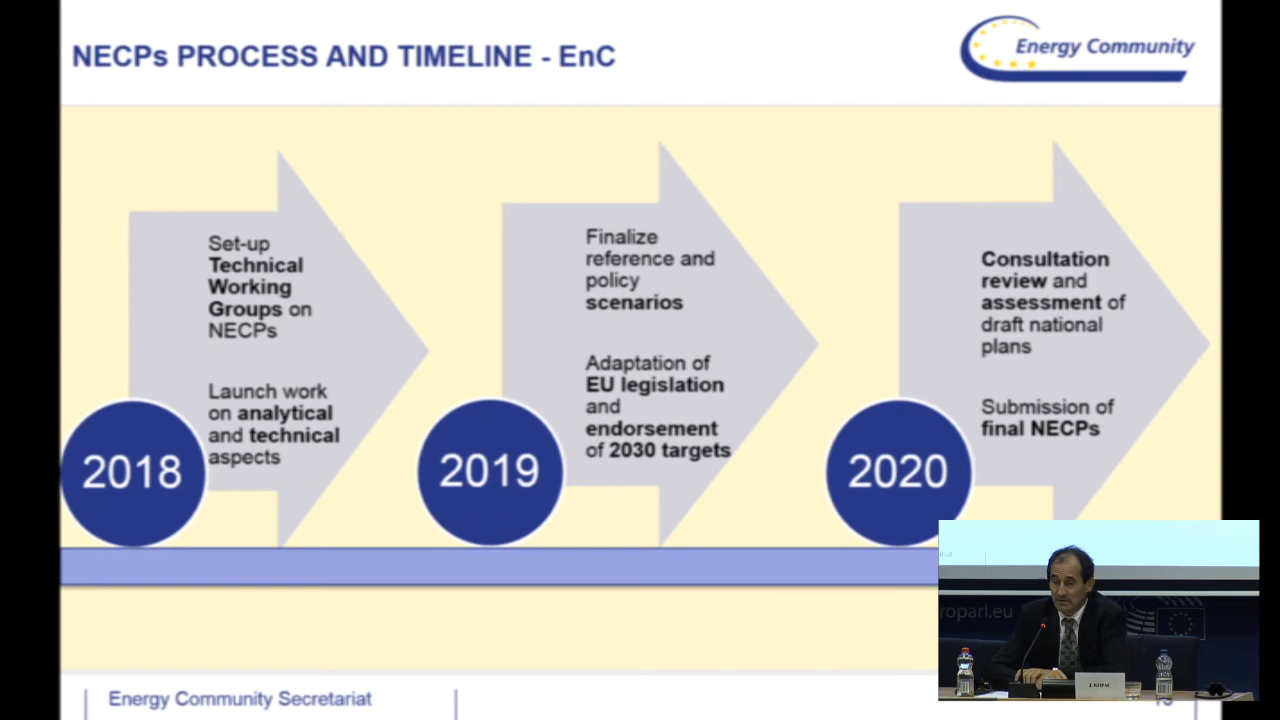 NECPs PROCESS AND TIMELINE - EnC
Energy Community
Set-up
Technical
Working
Groups on
NECPs
Launch work
on analytical
and technical
aspects
2018
Finalize
reference and
policy
scenarios
Adaptation of
EU legislation
and
endorsement
of 2030 targets
2019
Consultation
review and
assessment of
draft national
plans
Submission of
final NECPs
2020
roparl.eu
J. KOPAC
Energy Community Secretariat